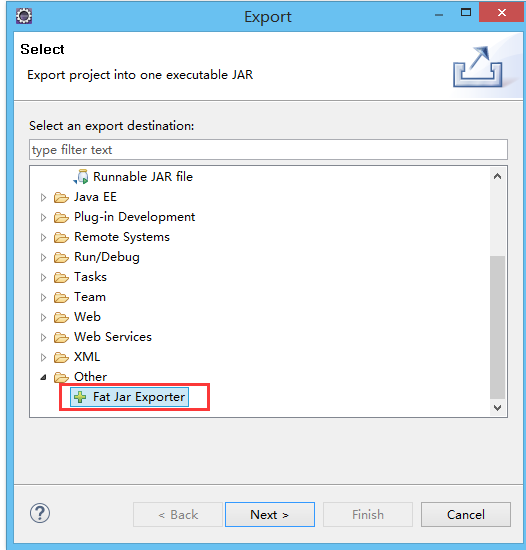 Export
Select
Export project into one executable JAR
Select an export destination:
type filter text
Runnable JAR file
Java EE
Plug-in Development
Remote Systems
Run/Debug
Tasks
Team
Web
Web Services
XML
Other
Fat Jar Exporter
< Back
Next >
Finish
Cancel